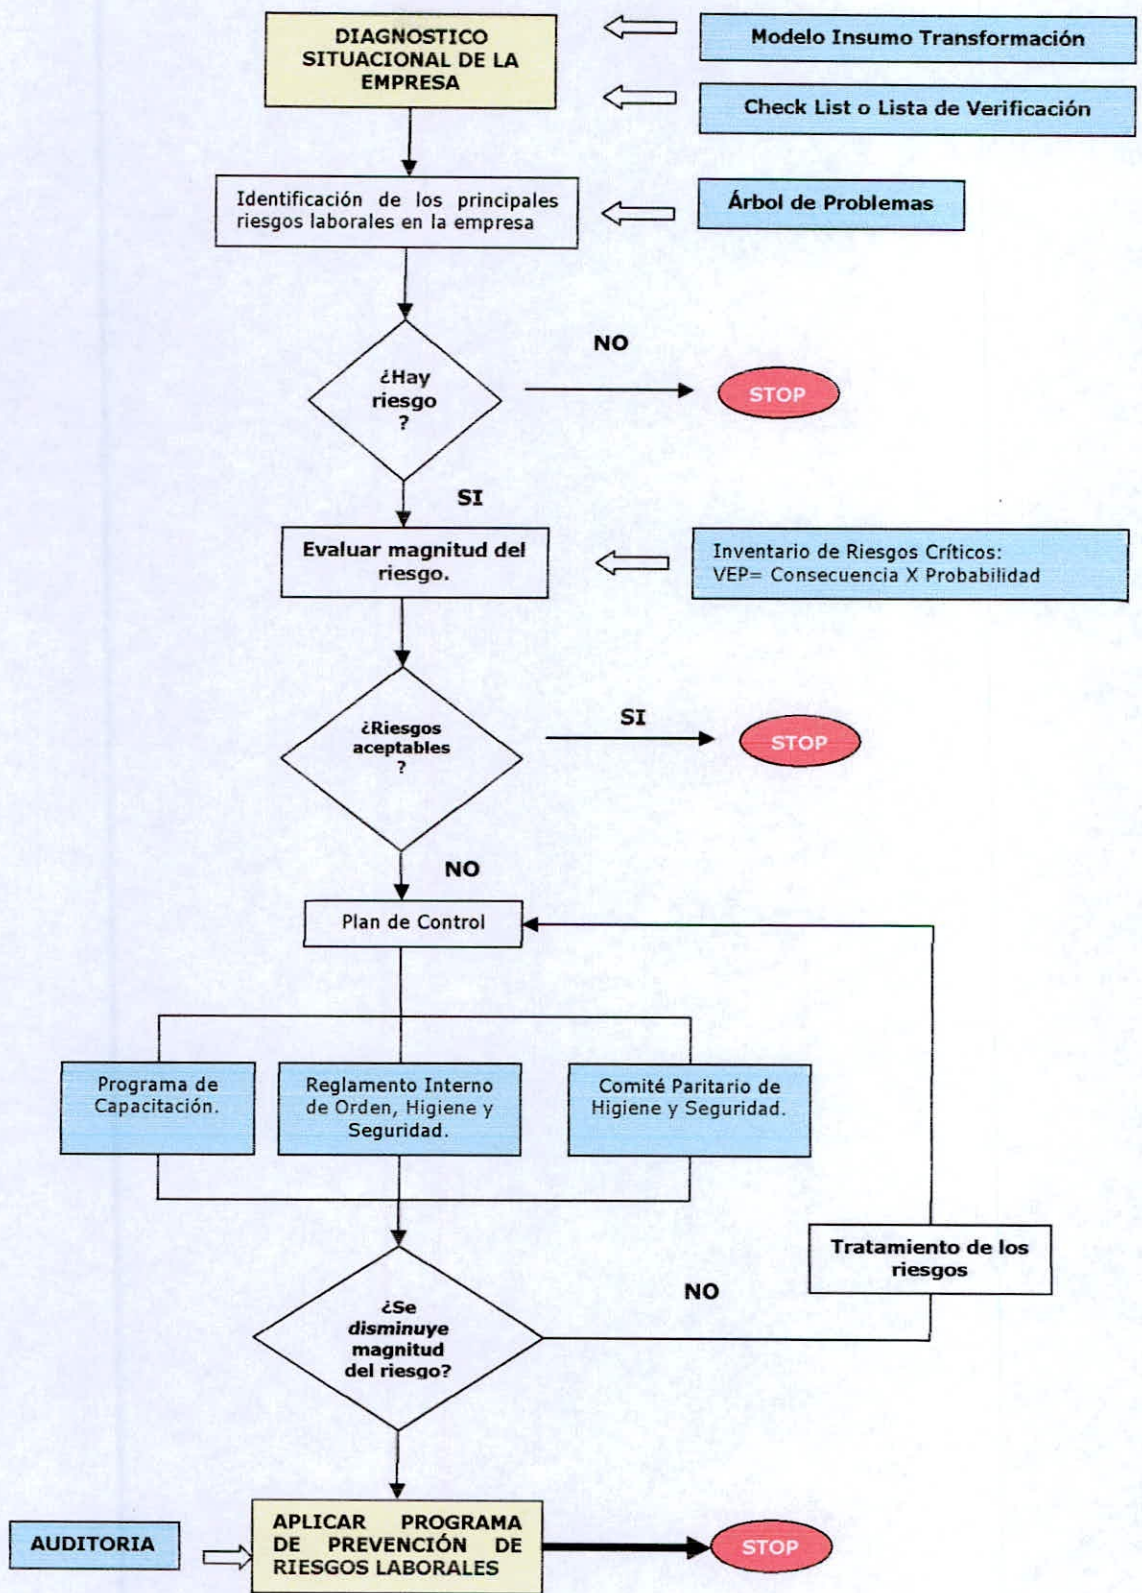 DIAGNOSTICO
SITUACIONAL DE LA
EMPRESA
Modelo Insumo Transformación
Check List o Lista de Verificación
Identificación de los principales
riesgos laborales en la empresa
Árbol de Problemas
¿Hay
riesgo
?
NO
STOP
SI
Evaluar magnitud del
riesgo.
Inventario de Riesgos Críticos:
VEP= Consecuencia X Probabilidad
¿Riesgos
aceptables
?
SI
STOP
NO
Plan de Control
Programa de
Capacitación.
Reglamento Interno
de Orden, Higiene y
Seguridad.
Comité Paritario de
Higiene y Seguridad.
Tratamiento de los
riesgos
¿Se
disminuye
magnitud
del riesgo?
NO
AUDITORIA
APLICAR PROGRAMA
DE PREVENCIÓN DE
RIESGOS LABORALES
STOP